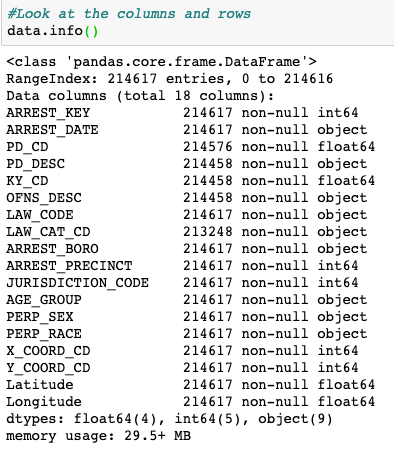 #Look at the columns and rows
data.info()
<class 'pandas.core.frame.DataFrame'>
RangeIndex: 214617 entries, 0 to 214616
Data columns (total 18 columns):
ARREST_KEY           214617 non-null int64
ARREST_DATE          214617 non-null object
PD_CD                214576 non-null float64
PD_DESC              214458 non-null object
KY_CD                214458 non-null float64
OFNS_DESC            214458 non-null object
LAW_CODE             214617 non-null object
LAW_CAT_CD           213248 non-null object
ARREST_BORO          214617 non-null object
ARREST_PRECINCT      214617 non-null int64
JURISDICTION_CODE    214617 non-null int64
AGE_GROUP            214617 non-null object
PERP_SEX             214617 non-null object
PERP_RACE            214617 non-null object
X_COORD_CD           214617 non-null int64
Y_COORD_CD           214617 non-null int64
Latitude             214617 non-null float64
Longitude            214617 non-null float64
dtypes: float64(4), int64(5), object(9)
memory usage: 29.5+ MB